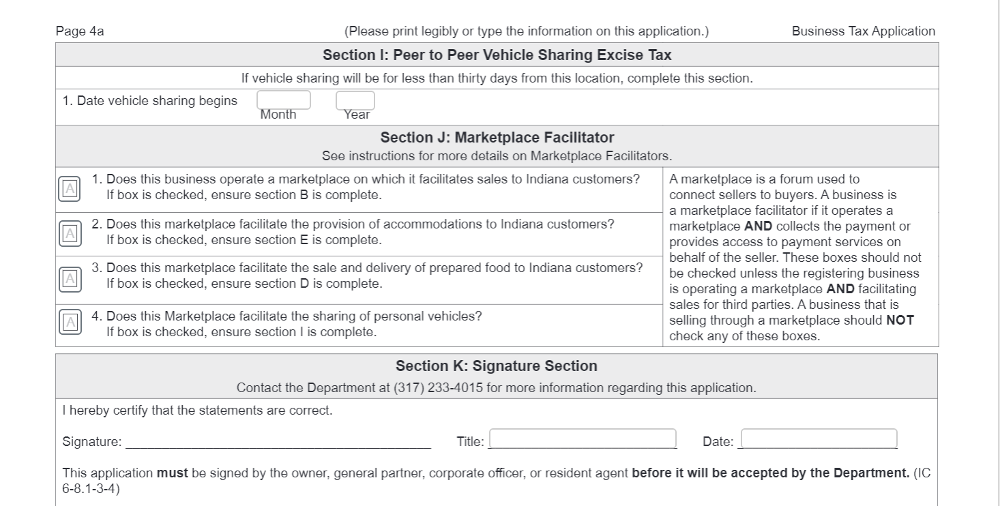 Page 4a (Please print legibly or type the information on this application.) Business Tax Application
Section I: Peer to Peer Vehicle Sharing Excise Tax
If vehicle sharing will be for less than thirty days from this location, complete this section.
1. Date vehicle sharing begins
Month Year
Section J: Marketplace Facilitator
See instructions for more details on Marketplace Facilitators.
A 1. Does this business operate a marketplace on which it facilitates sales to Indiana customers?
If box is checked, ensure section B is complete.
A 2. Does this marketplace facilitate the provision of accommodations to Indiana customers?
If box is checked, ensure section E is complete.
A 3. Does this marketplace facilitate the sale and delivery of prepared food to Indiana customers?
If box is checked, ensure section D is complete.
A 4. Does this Marketplace facilitate the sharing of personal vehicles?
If box is checked, ensure section I is complete.
A marketplace is a forum used to
connect sellers to buyers. A business is
a marketplace facilitator if it operates a
marketplace AND collects the payment or
provides access to payment services on
behalf of the seller. These boxes should not
be checked unless the registering business
is operating a marketplace AND facilitating
sales for third parties. A business that is
selling through a marketplace should NOT
check any of these boxes.
Section K: Signature Section
Contact the Department at (317) 233-4015 for more information regarding this application.
I hereby certify that the statements are correct.
Signature: Title: Date:
This application must be signed by the owner, general partner, corporate officer, or resident agent before it will be accepted by the Department. (IC
6-8.1-3-4)